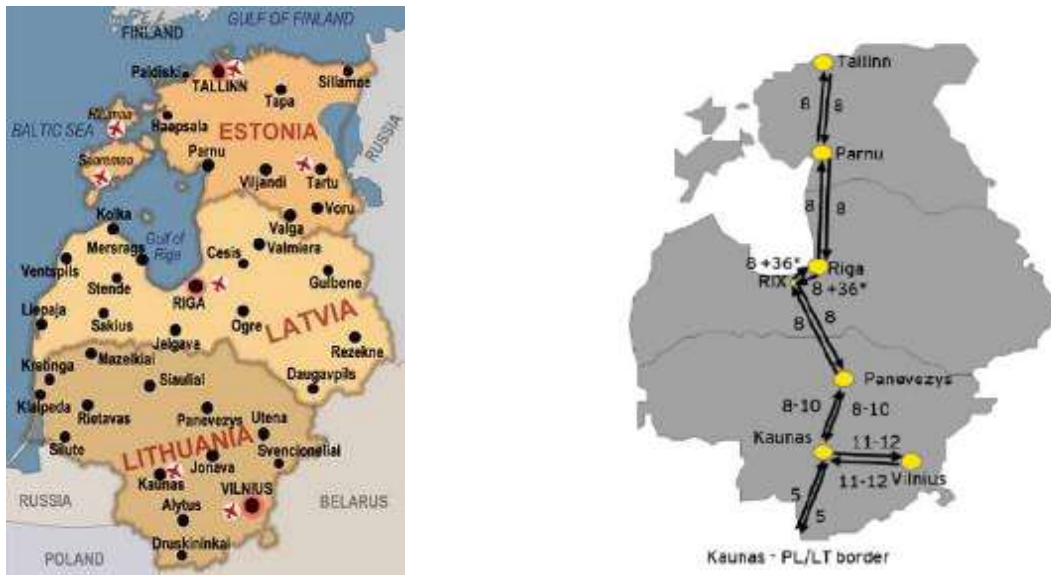 GULF OF FINLAND
FINLAND
Paldiski
TALLINN
Sillamae
Tapa
Hiiumaa
BALTIC SEA
Haapsala
ESTONIA
RUSSIA
Saaremaa
Parnu
Viljandi
Tartu
Kolka
Voru
Valga
Mersrags
Gulf of
Riga
Cesis
Valmiera
Ventspils
Stende
Gulbene
RIGA
Liepaja
Sakius
Ogre
LATVIA
Jelgava
Rezekne
Mazeikiai
Kretinga
Siauliai
Daugavpils
Klaipeda
Rietavas
Panevezys
Utena
LITHUANIA
Silute
Svencioneliai
Jonava
Kaunas
VILNIUS
RUSSIA
BELARUS
Alytus
Druskininkai
POLAND
Tallinn
8
8
Parnu
8
8
8 +36*
Riga
RIX
8 +36*
8
8
Panevezys
8-10
8-10
Kaunas
11-12
Vilnius
11-12
5
5
Kaunas - PL/LT border